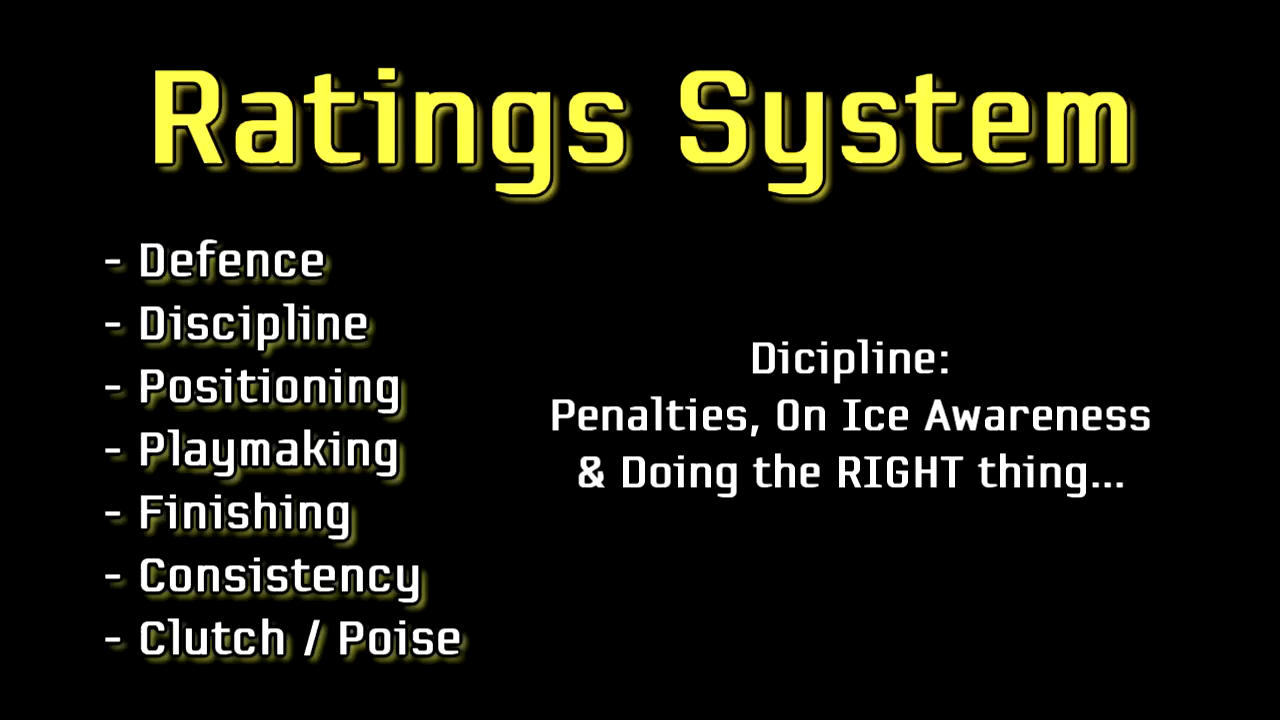 Ratings System
- Defence
- Discipline
- Positioning
- Playmaking
- Finishing
- Consistency
- Clutch / Poise
Dicipline:
Penalties, On Ice Awareness
& Doing the RIGHT thing...